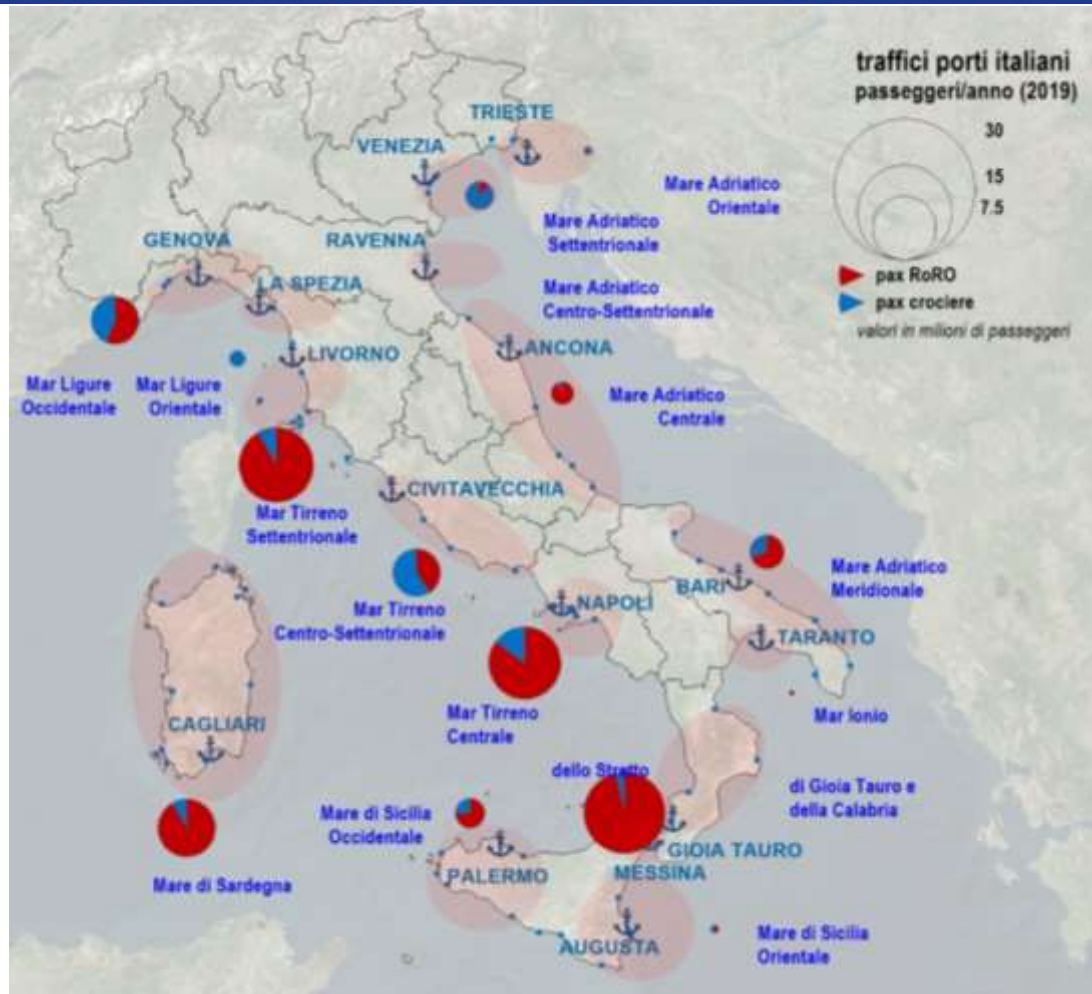 traffici porti italiani
passeggeri/anno (2019)
30
15
7.5
pax RoRO
pax crociere
valori in milioni di passeggeri
TRIESTE
VENEZIA
Mare Adriatico
Orientale
Mare Adriatico
Settentrionale
GENOVA
RAVENNA
LA SPEZIA
Mare Adriatico
Centro-Settentrionale
LIVORNO
ANCONA
Mar Ligure
Occidentale
Mar Ligure
Orientale
Mare Adriatico
Centrale
CIVITAVECCHIA
Mar Tirreno
Settentrionale
Mar Tirreno
Centro-Settentrionale
NAPOLI
BARI
Mare Adriatico
Meridionale
TARANTO
Mar Tirreno
Centrale
Mar Ionio
CAGLIARI
dello Stretto
di Gioia Tauro e
della Calabria
Mare di Sicilia
Occidentale
GIOIA TAURO
MESSINA
PALERMO
Mare di Sardegna
AUGUSTA
Mare di Sicilia
Orientale